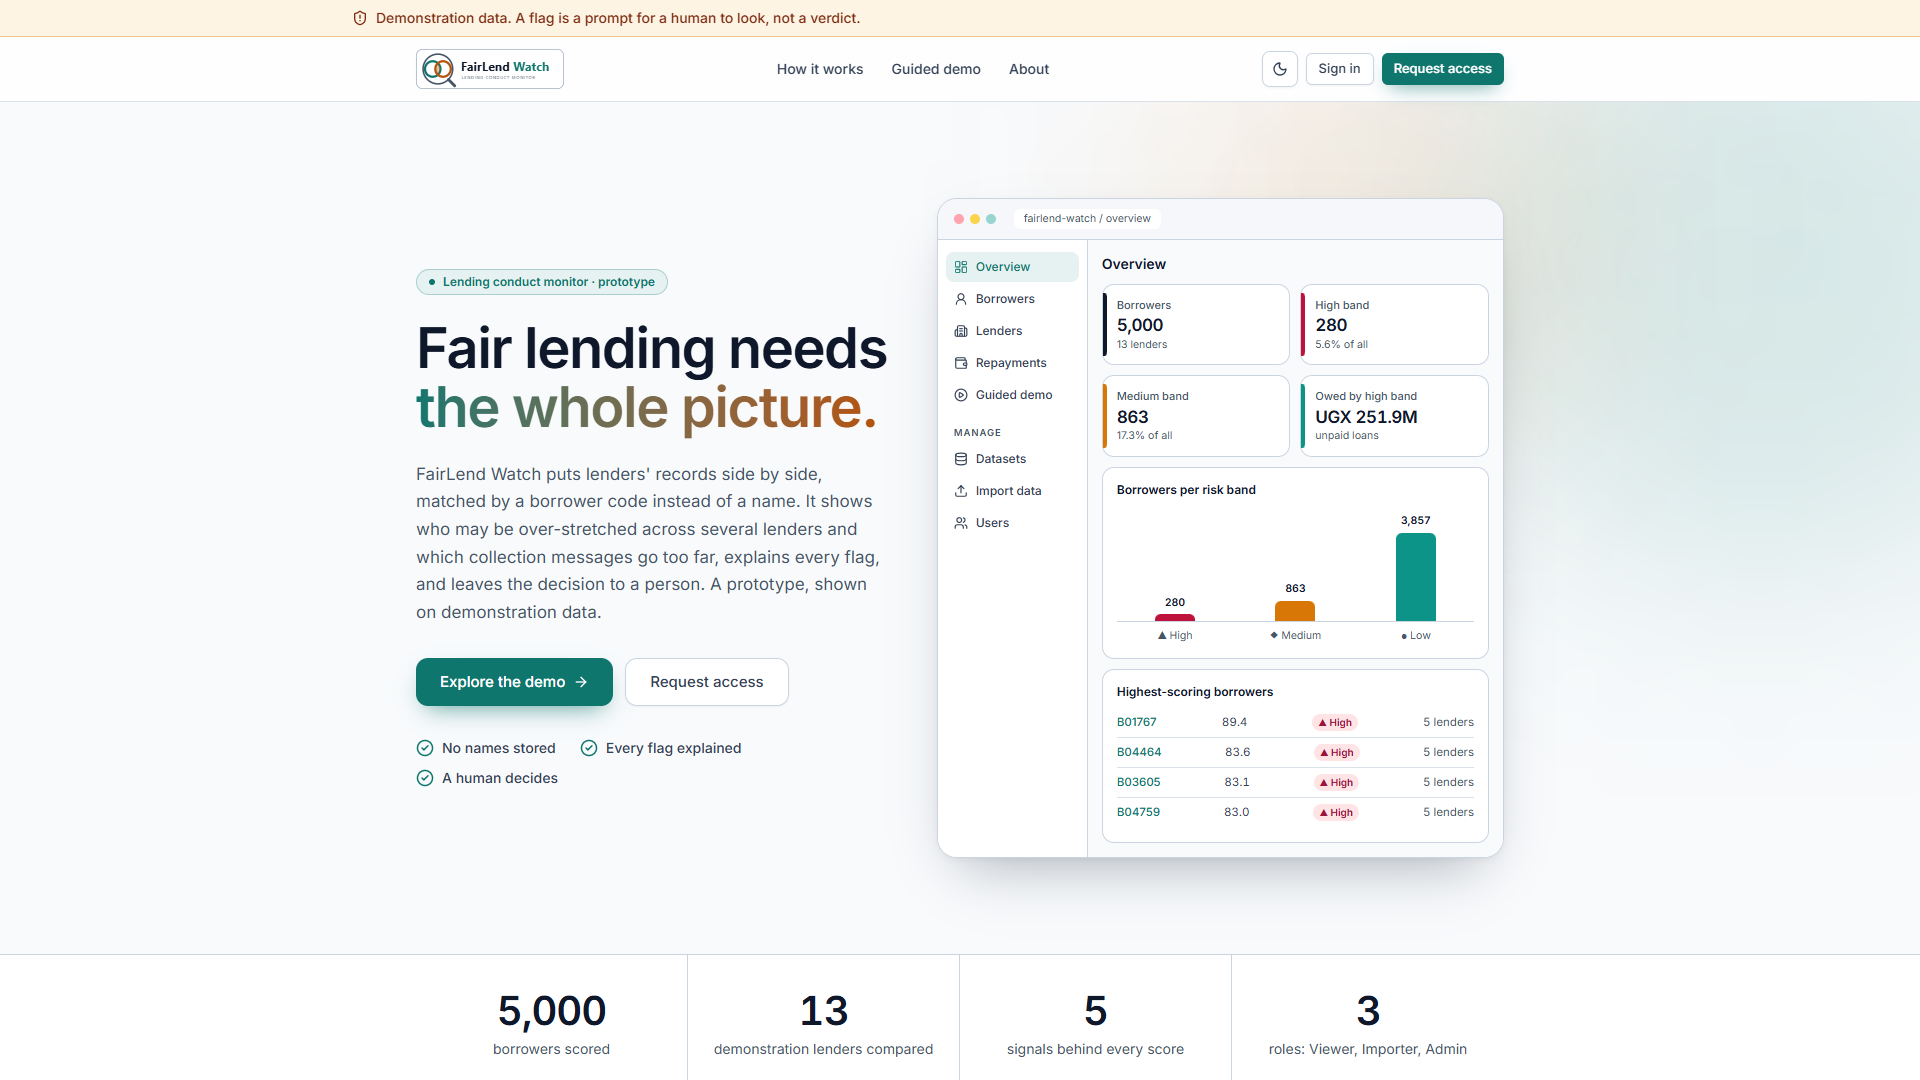 Demonstration data. A flag is a prompt for a human to look, not a verdict.
FairLend Watch
LENDING CONDUCT MONITOR
How it works
Guided demo
About
Sign in
Request access
Lending conduct monitor · prototype
Fair lending needs
the whole picture.
FairLend Watch puts lenders' records side by side,
matched by a borrower code instead of a name. It shows
who may be over-stretched across several lenders and
which collection messages go too far, explains every flag,
and leaves the decision to a person. A prototype, shown
on demonstration data.
Explore the demo →
Request access
No names stored
Every flag explained
A human decides
fairlend-watch / overview
Overview
Borrowers
Lenders
Repayments
Guided demo
MANAGE
Datasets
Import data
Users
Overview
Borrowers
5,000
13 lenders
High band
280
5.6% of all
Medium band
863
17.3% of all
Owed by high band
UGX 251.9M
unpaid loans
Borrowers per risk band
280
863
3,857
▲ High
◆ Medium
● Low
Highest-scoring borrowers
B01767 89.4 ▲ High 5 lenders
B04464 83.6 ▲ High 5 lenders
B03605 83.1 ▲ High 5 lenders
B04759 83.0 ▲ High 5 lenders
5,000
borrowers scored
13
demonstration lenders compared
5
signals behind every score
3
roles: Viewer, Importer, Admin